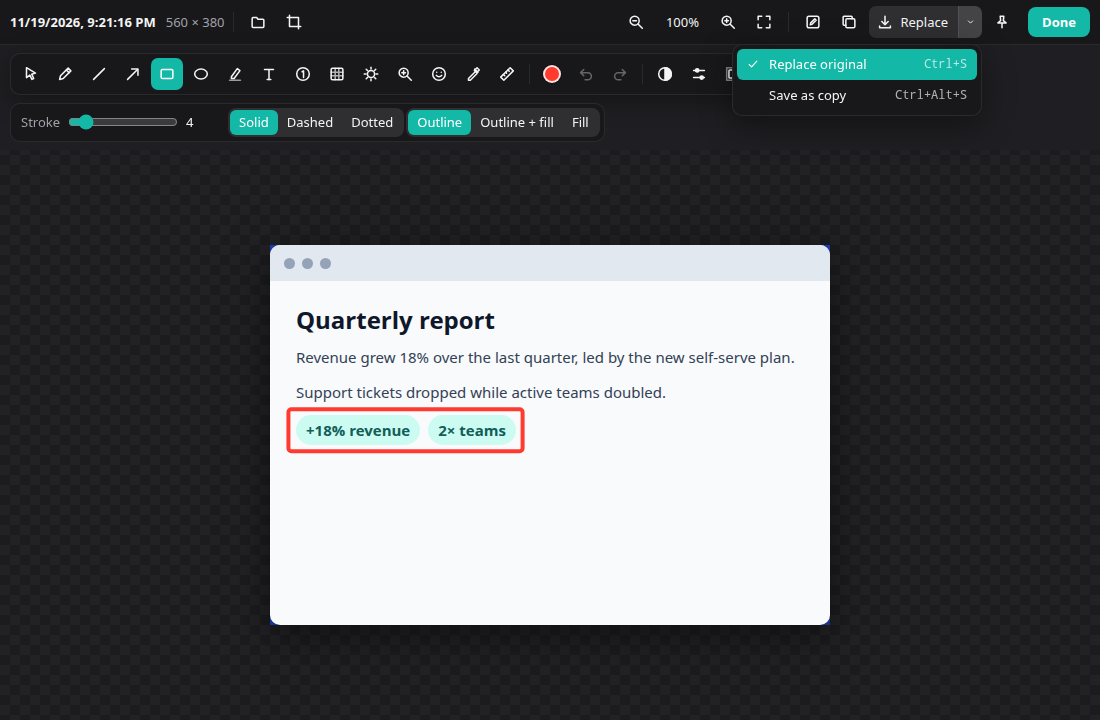 11/19/2026, 9:21:16 PM 560 × 380 100% Replace Done
Replace original Ctrl+S
Save as copy Ctrl+Alt+S
Stroke 4 Solid Dashed Dotted Outline Outline + fill Fill
Quarterly report
Revenue grew 18% over the last quarter, led by the new self-serve plan.
Support tickets dropped while active teams doubled.
+18% revenue 2× teams